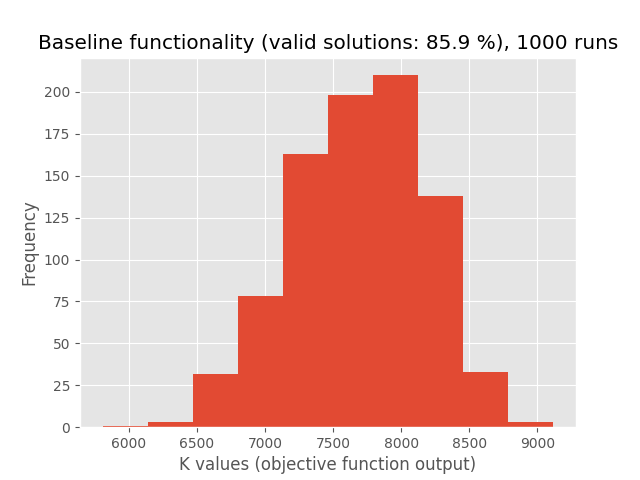 Baseline functionality (valid solutions: 85.9 %), 1000 runs
200
175
150
125
100
75
50
25
0
Frequency
6000 6500 7000 7500 8000 8500 9000
K values (objective function output)